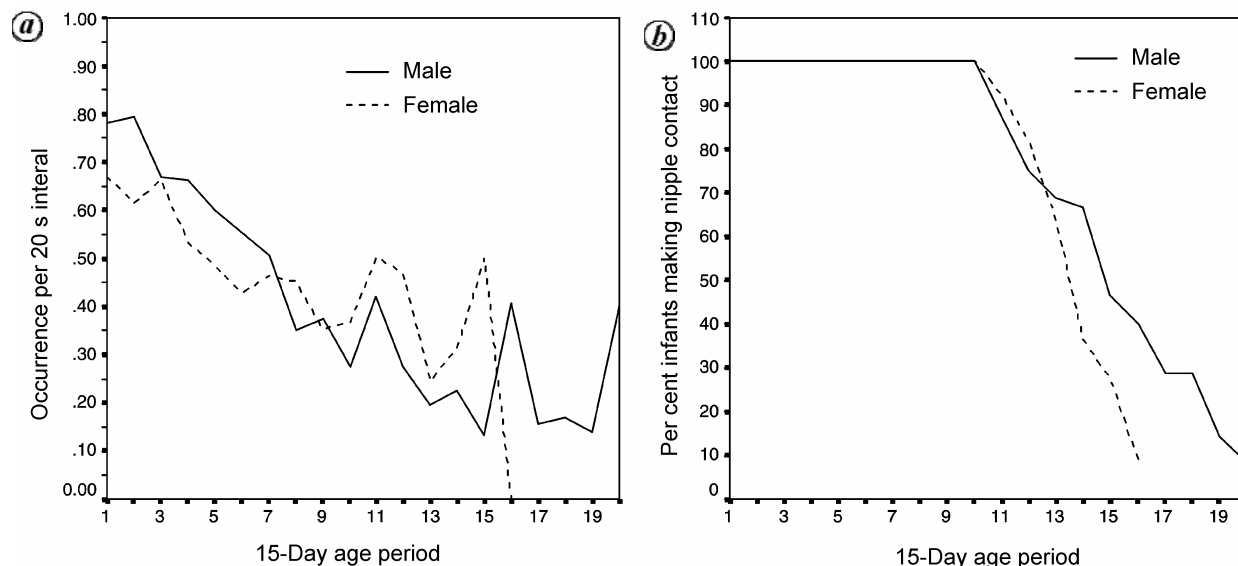 a
1.00
.90
.80
.70
.60
.50
.40
.30
.20
.10
0.00
Occurrence per 20 s interal
Male
Female
1 3 5 7 9 11 13 15 17 19
15-Day age period
b
110
100
90
80
70
60
50
40
30
20
10
0
Per cent infants making nipple contact
Male
Female
1 3 5 7 9 11 13 15 17 19
15-Day age period